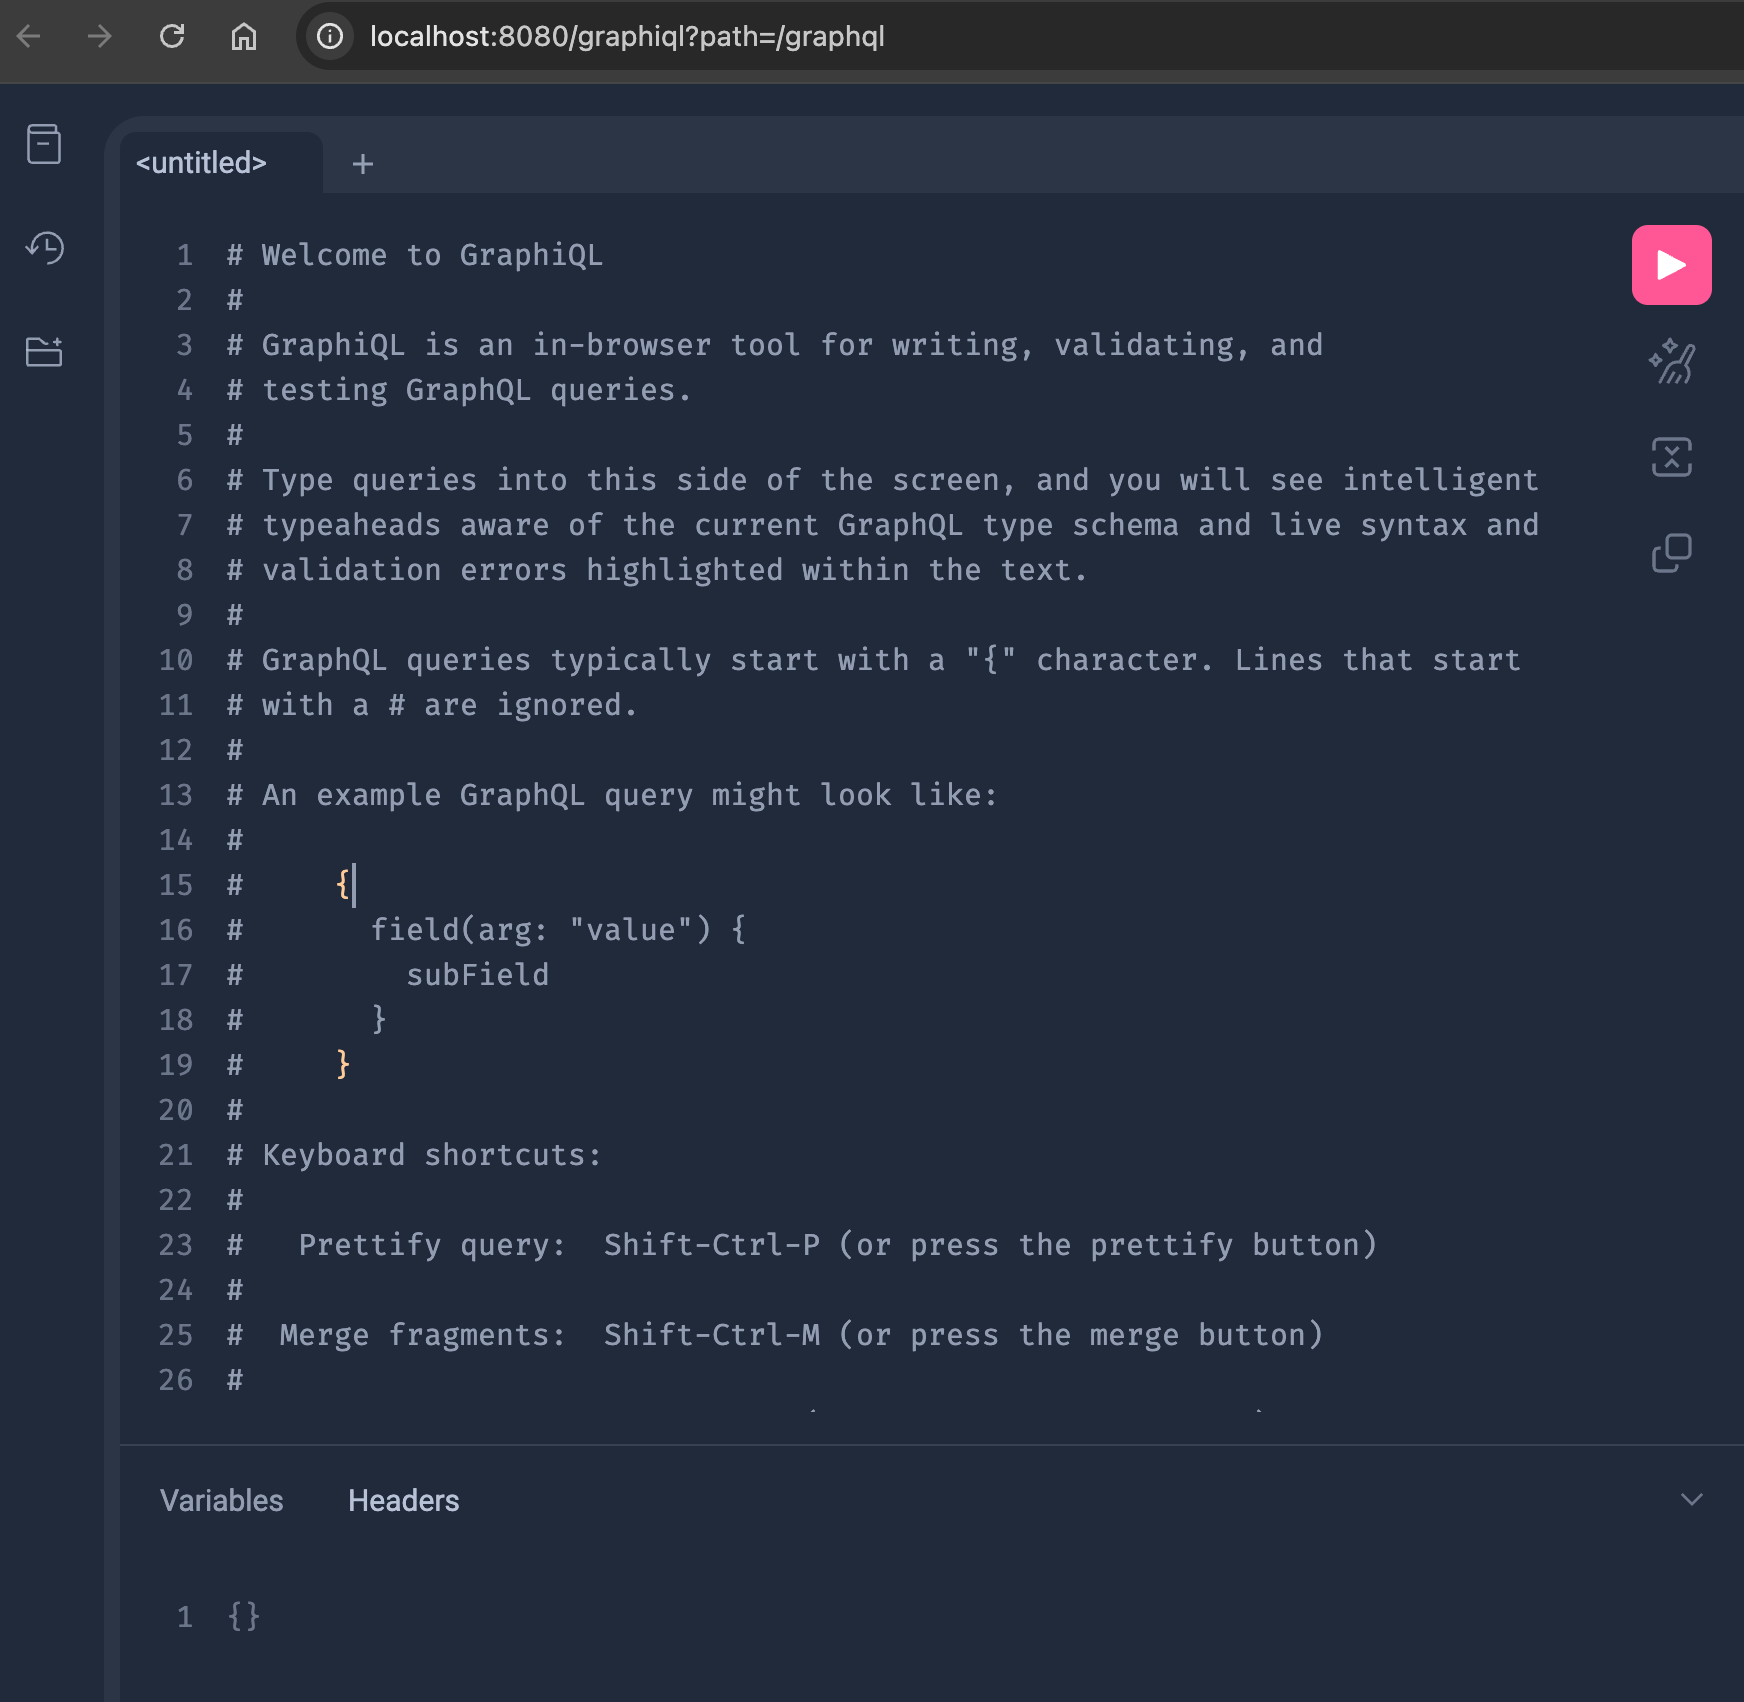 localhost:8080/graphiql?path=/graphql
<untitled> +
1 # Welcome to GraphiQL
2 #
3 # GraphiQL is an in-browser tool for writing, validating, and
4 # testing GraphQL queries.
5 #
6 # Type queries into this side of the screen, and you will see intelligent
7 # typeaheads aware of the current GraphQL type schema and live syntax and
8 # validation errors highlighted within the text.
9 #
10 # GraphQL queries typically start with a "{" character. Lines that start
11 # with a # are ignored.
12 #
13 # An example GraphQL query might look like:
14 #
15 #     {
16 #       field(arg: "value") {
17 #         subField
18 #       }
19 #     }
20 #
21 # Keyboard shortcuts:
22 #
23 #   Prettify query:  Shift-Ctrl-P (or press the prettify button)
24 #
25 #  Merge fragments:  Shift-Ctrl-M (or press the merge button)
26 #
Variables Headers
1 {}